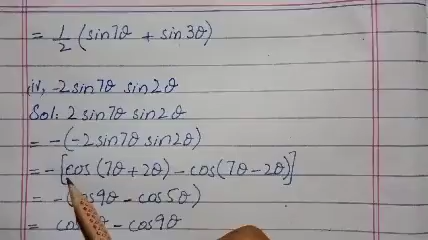 = 1/2 (sin7θ + sin3θ)
iv, -2sin7θ sin2θ
Sol: 2sin7θ sin2θ
= -(-2sin7θ sin2θ)
= -[cos(7θ+2θ) - cos(7θ-2θ)]
= -(cos9θ - cos5θ)
= cos - cos9θ